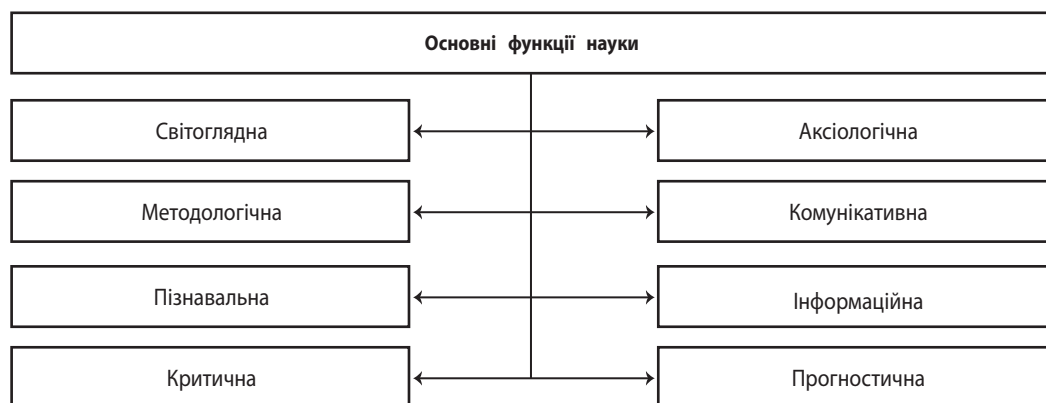 Основні функції науки
Світоглядна
Аксіологічна
Методологічна
Комунікативна
Пізнавальна
Інформаційна
Критична
Прогностична